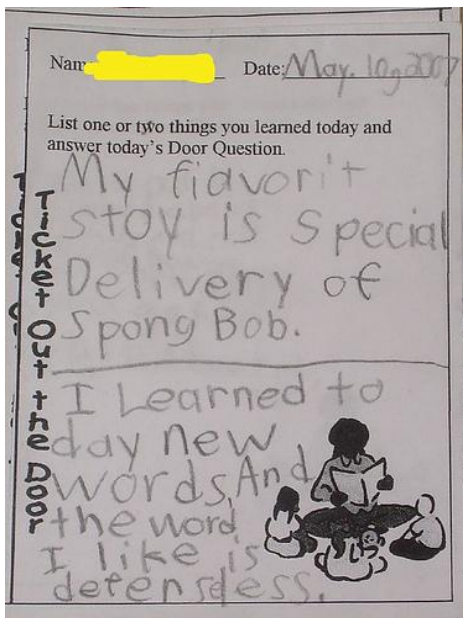 Nam
Date: May. 10, 2007
List one or two things you learned today and
answer today's Door Question.
Ticket Out the Door
My fiavorit
stoy is Special
Delivery of
Spong Bob.
I Learned to
day new
words, And
the word
I like is
defensdess.